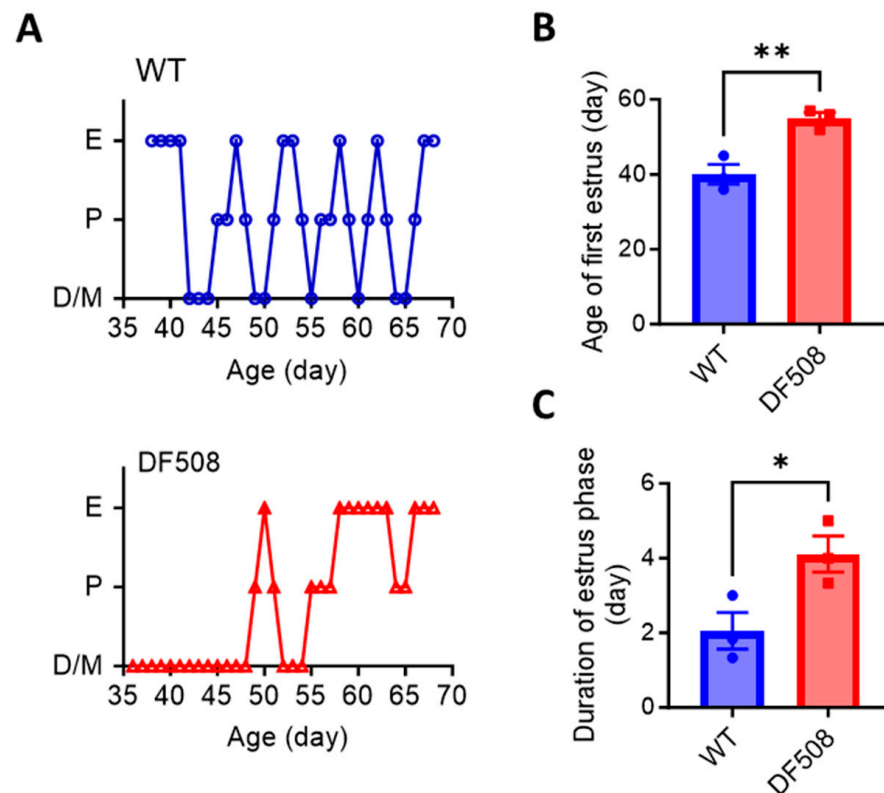 A
WT
E
P
D/M
35 40 45 50 55 60 65 70
Age (day)
DF508
E
P
D/M
35 40 45 50 55 60 65 70
Age (day)
B
**
Age of first estrus (day)
60
40
20
0
WT
DF508
C
*
Duration of estrus phase
(day)
6
4
2
0
WT
DF508